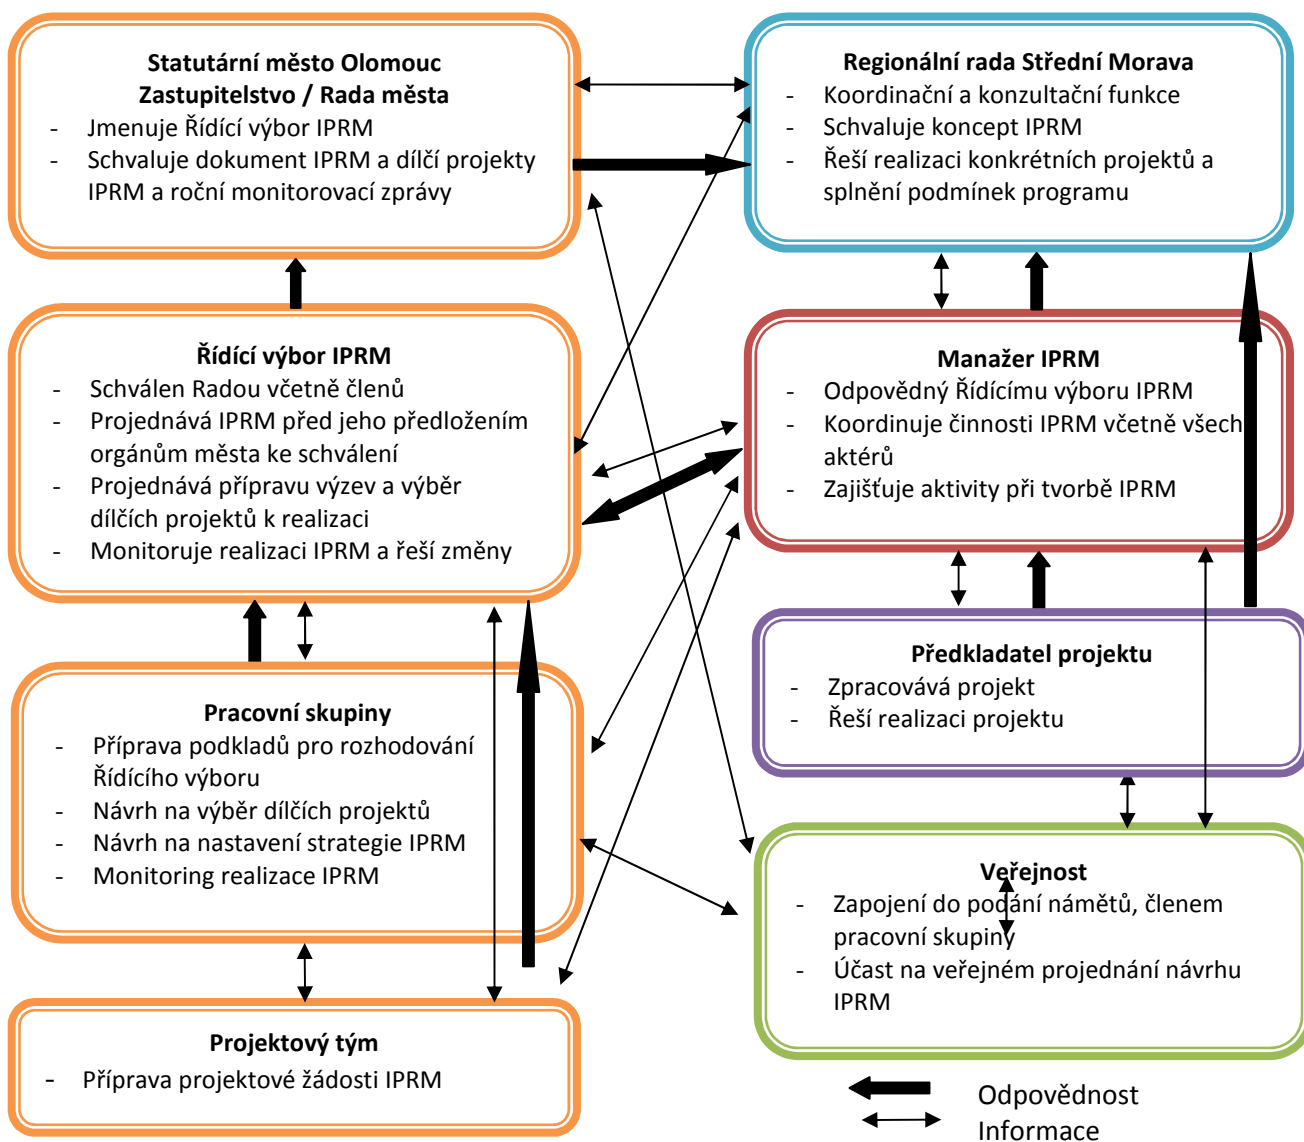 Statutární město Olomouc
Zastupitelstvo / Rada města
- Jmenuje Řídící výbor IPRM
- Schvaluje dokument IPRM a dílčí projekty
IPRM a roční monitorovací zprávy
Regionální rada Střední Morava
- Koordinační a konzultační funkce
- Schvaluje koncept IPRM
- Řeší realizaci konkrétních projektů a
splnění podmínek programu
Řídící výbor IPRM
- Schválen Radou včetně členů
- Projednává IPRM před jeho předložením
orgánům města ke schválení
- Projednává přípravu výzev a výběr
dílčích projektů k realizaci
- Monitoruje realizaci IPRM a řeší změny
Manažer IPRM
- Odpovědný Řídícímu výboru IPRM
- Koordinuje činnosti IPRM včetně všech
aktérů
- Zajišťuje aktivity při tvorbě IPRM
Předkladatel projektu
- Zpracovává projekt
- Řeší realizaci projektu
Pracovní skupiny
- Příprava podkladů pro rozhodování
Řídícího výboru
- Návrh na výběr dílčích projektů
- Návrh na nastavení strategie IPRM
- Monitoring realizace IPRM
Veřejnost
- Zapojení do podání námětů, členem
pracovní skupiny
- Účast na veřejném projednání návrhu
IPRM
Projektový tým
- Příprava projektové žádosti IPRM
Odpovědnost
Informace